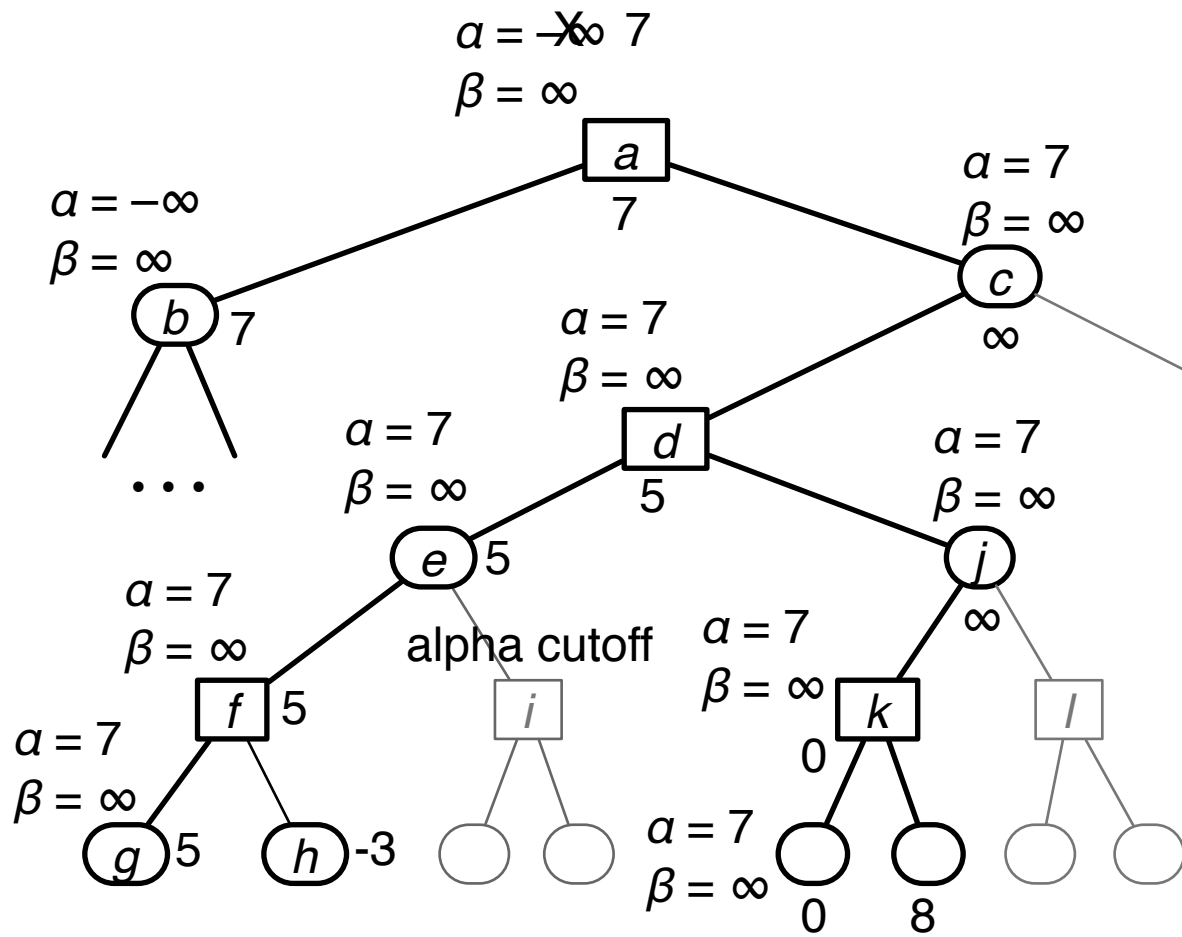 α = –∞ 7
β = ∞
a
7
α = 7
β = ∞
c
∞
α = –∞
β = ∞
b
7
. . .
α = 7
β = ∞
d
5
α = 7
β = ∞
e
5
α = 7
β = ∞
j
∞
alpha cutoff
α = 7
β = ∞
f
5
i
α = 7
β = ∞
k
0
l
α = 7
β = ∞
g
5
h
-3
α = 7
β = ∞
0
8